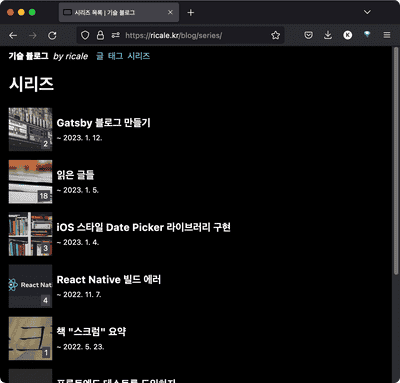 시리즈 목록 | 기술 블로그
https://ricale.kr/blog/series/
기술 블로그 by ricale 글 태그 시리즈
시리즈
2
Gatsby 블로그 만들기
~ 2023. 1. 12.
18
읽은 글들
~ 2023. 1. 5.
3
iOS 스타일 Date Picker 라이브러리 구현
~ 2023. 1. 4.
React Nati
4
React Native 빌드 에러
~ 2022. 11. 7.
1
책 "스크럼" 요약
~ 2022. 5. 23.